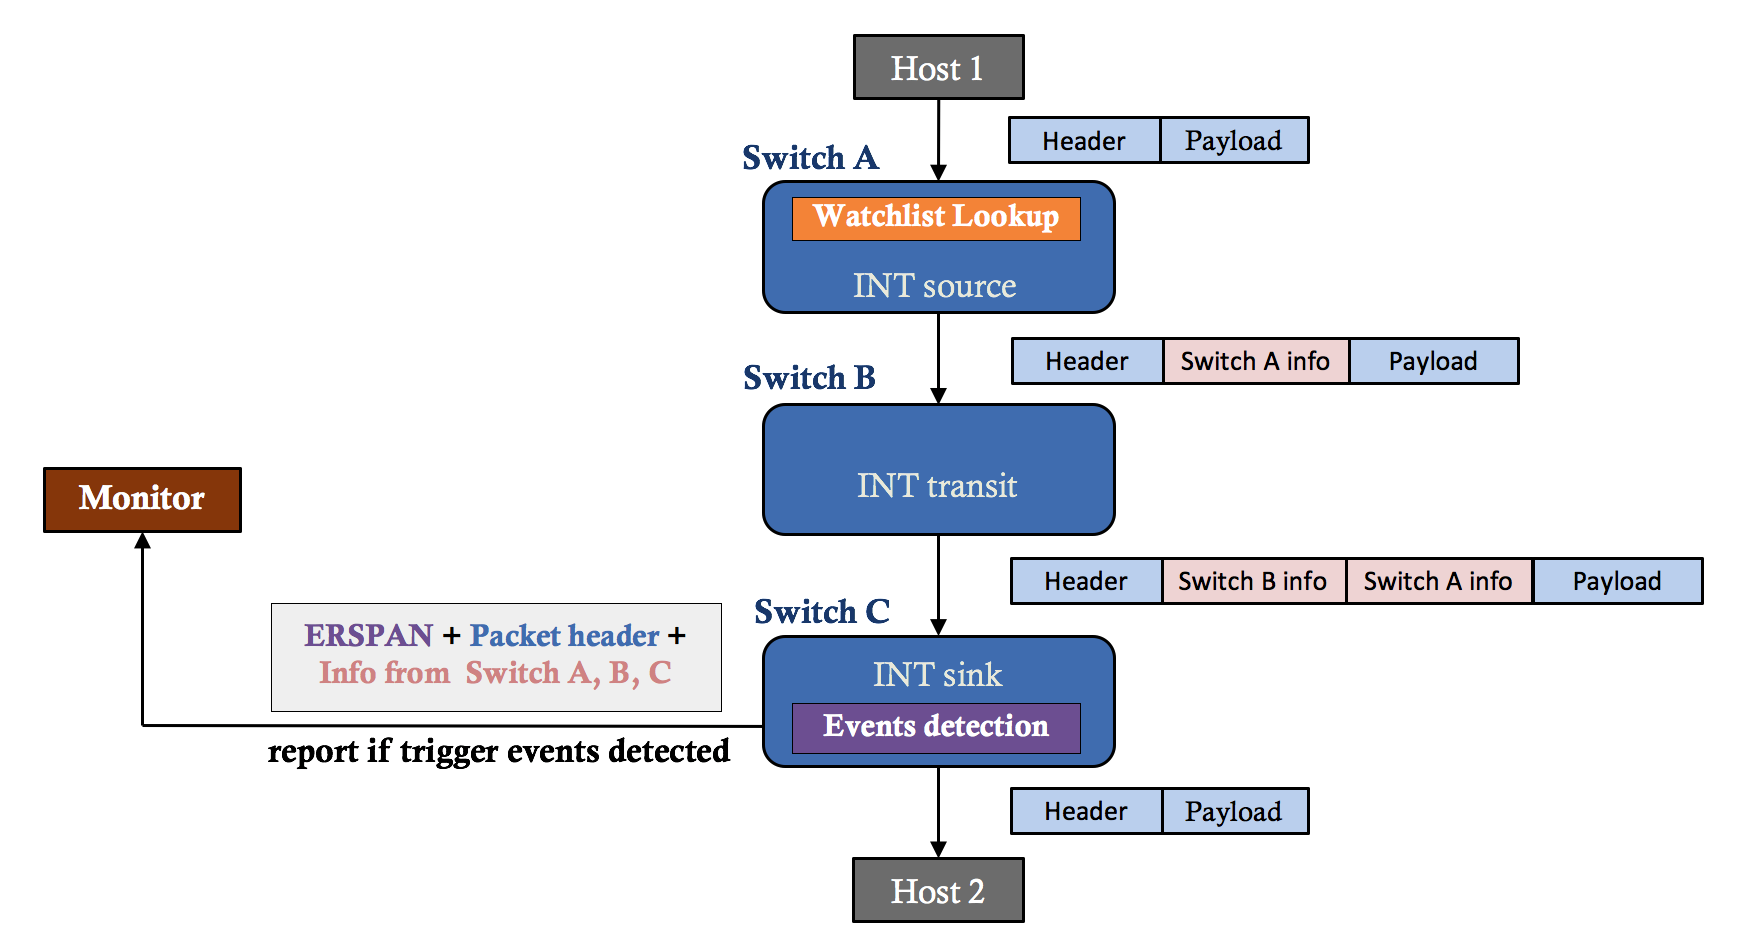 Host 1
Header Payload
Switch A
Watchlist Lookup
INT source
Header Switch A info Payload
Switch B
INT transit
Monitor
Header Switch B info Switch A info Payload
Switch C
ERSPAN + Packet header +
Info from Switch A, B, C
INT sink
Events detection
report if trigger events detected
Header Payload
Host 2